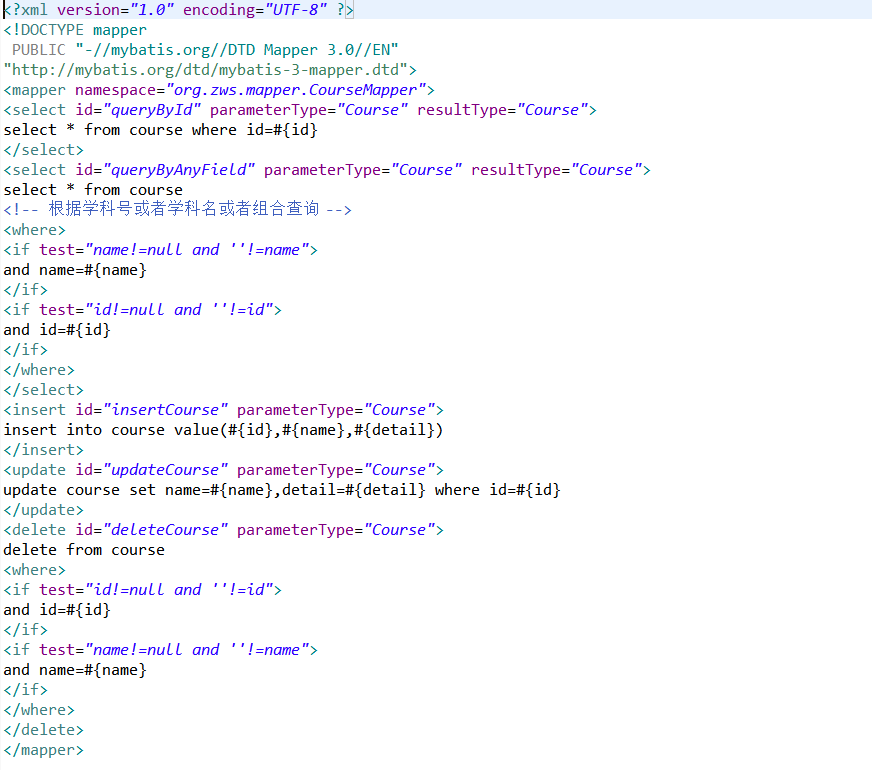 <?xml version="1.0" encoding="UTF-8" ?>
<!DOCTYPE mapper
PUBLIC "-//mybatis.org//DTD Mapper 3.0//EN"
"http://mybatis.org/dtd/mybatis-3-mapper.dtd">
<mapper namespace="org.zws.mapper.CourseMapper">
<select id="queryById" parameterType="Course" resultType="Course">
select * from course where id=#{id}
</select>
<select id="queryByAnyField" parameterType="Course" resultType="Course">
select * from course
<!-- 根据学科号或者学科名或者组合查询 -->
<where>
<if test="name!=null and ''!=name">
and name=#{name}
</if>
<if test="id!=null and ''!=id">
and id=#{id}
</if>
</where>
</select>
<insert id="insertCourse" parameterType="Course">
insert into course value(#{id},#{name},#{detail})
</insert>
<update id="updateCourse" parameterType="Course">
update course set name=#{name},detail=#{detail} where id=#{id}
</update>
<delete id="deleteCourse" parameterType="Course">
delete from course
<where>
<if test="id!=null and ''!=id">
and id=#{id}
</if>
<if test="name!=null and ''!=name">
and name=#{name}
</if>
</where>
</delete>
</mapper>